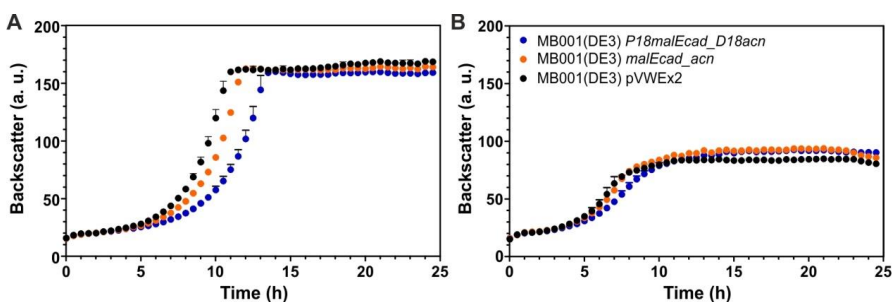 A
Backscatter (a. u.)
200
150
100
50
0
0
5
10
15
20
25
Time (h)
B
Backscatter (a. u.)
200
150
100
50
0
MB001(DE3) P18malEcad_D18acn
MB001(DE3) malEcad_acn
MB001(DE3) pVWEx2
0
5
10
15
20
25
Time (h)